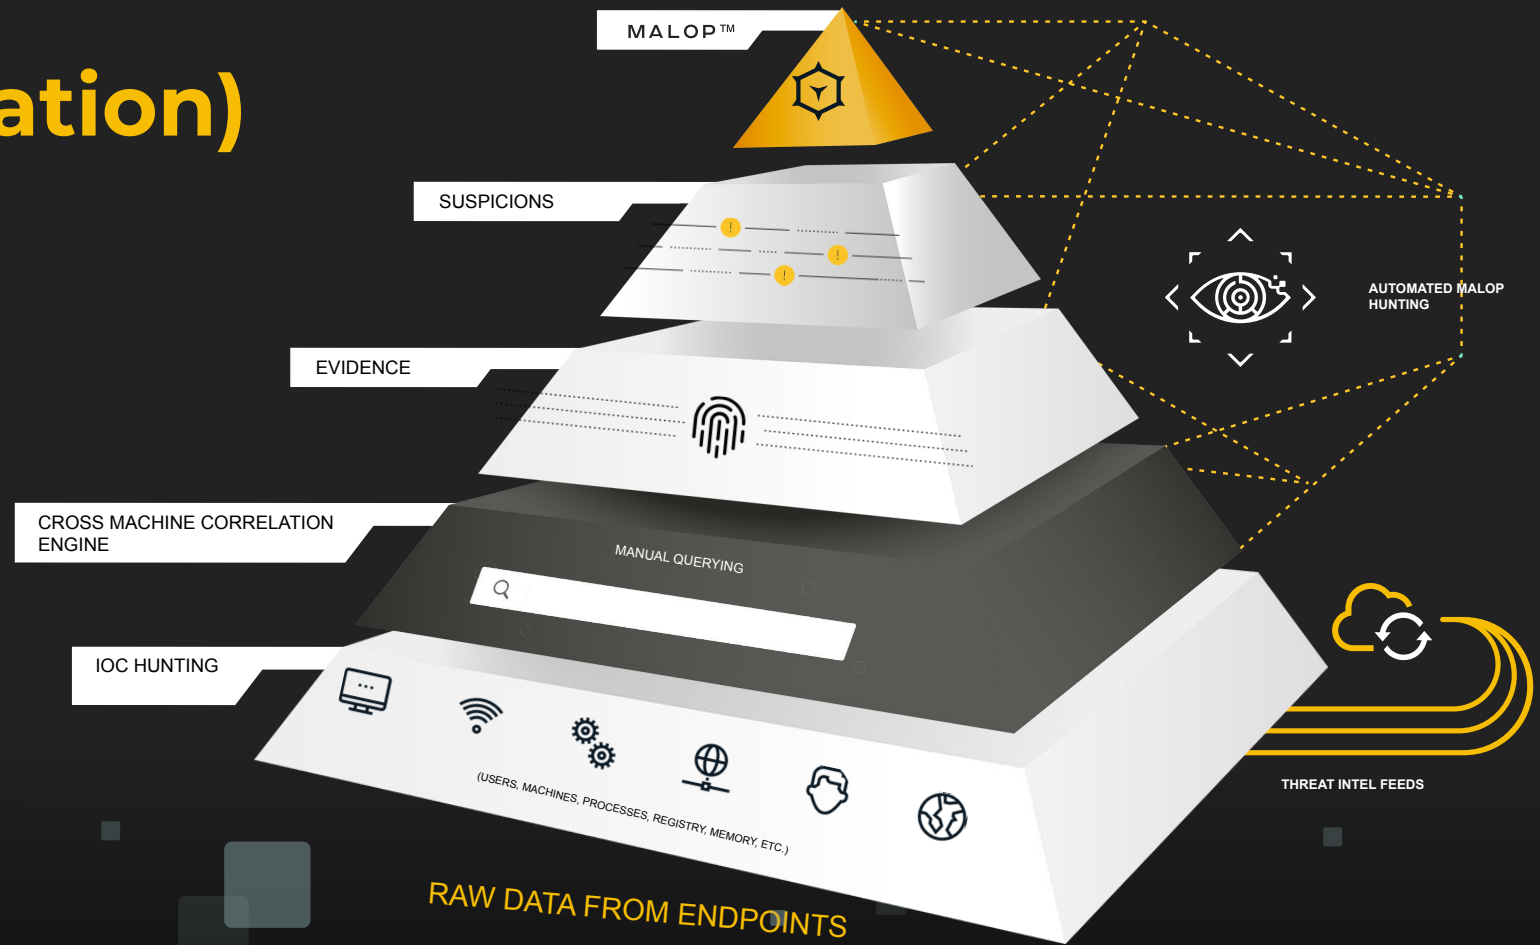 MALOP™
ation)
SUSPICIONS
AUTOMATED MALOP
HUNTING
EVIDENCE
CROSS MACHINE CORRELATION
ENGINE
MANUAL QUERYING
IOC HUNTING
(USERS, MACHINES, PROCESSES, REGISTRY, MEMORY, ETC.)
THREAT INTEL FEEDS
RAW DATA FROM ENDPOINTS